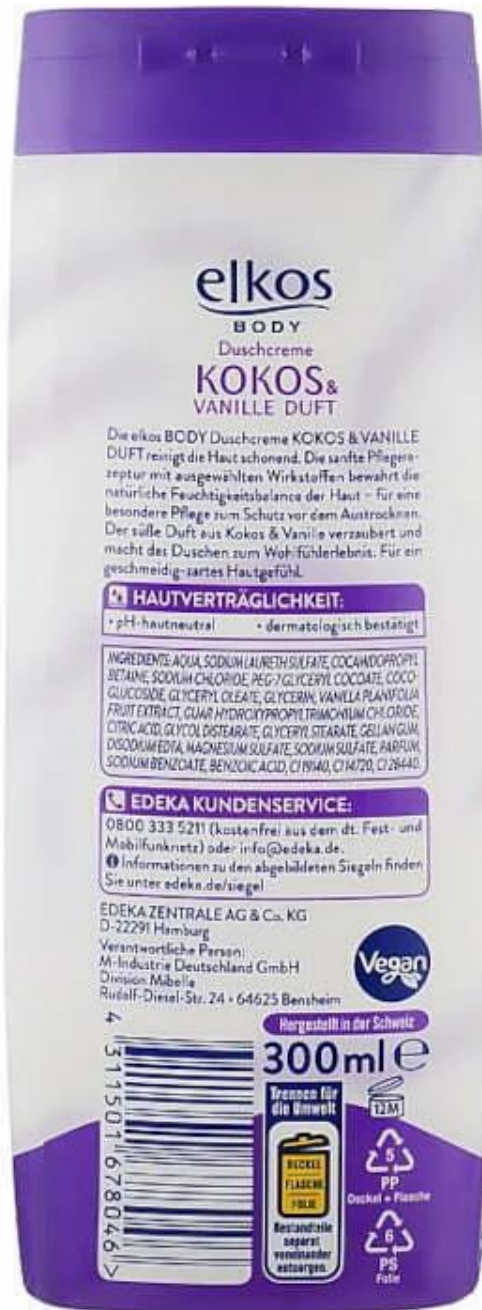 elkos
BODY
Duschcreme
KOKOS &
VANILLE DUFT
Die elkos BODY Duschcreme KOKOS & VANILLE
DUFT reinigt die Haut schonend. Die sanfte Pflegere-
zeptur mit ausgewählten Wirkstoffen bewahrt die
natürliche Feuchtigkeitsbalance der Haut – für eine
besondere Pflege zum Schutz vor dem Austrocknen.
Der süße Duft aus Kokos & Vanille verzaubert und
macht das Duschen zum Wohlfühlerlebnis. Für ein
geschmeidig-zartes Hautgefühl.
HAUTVERTRÄGLICHKEIT:
• pH-hautneutral • dermatologisch bestätigt
INGREDIENTS: AQUA, SODIUM LAURETH SULFATE, COCAMIDOPROPYL
BETAINE, SODIUM CHLORIDE, PEG-7 GLYCERYL COCOATE, COCO-
GLUCOSIDE, GLYCERYL OLEATE, GLYCERIN, VANILLA PLANIFOLIA
FRUIT EXTRACT, GUAR HYDROXYPROPYLTRIMONIUM CHLORIDE,
CITRIC ACID, GLYCOL DISTEARATE, GLYCERYL STEARATE, GELLAN GUM,
DISODIUM EDTA, MAGNESIUM SULFATE, SODIUM SULFATE, PARFUM,
SODIUM BENZOATE, BENZOIC ACID, CI 19140, CI 14720, CI 28440.
EDEKA KUNDENSERVICE:
0800 333 5211 (kostenfrei aus dem dt. Fest- und
Mobilfunknetz) oder info@edeka.de.
Informationen zu den abgebildeten Siegeln finden
Sie unter edeka.de/siegel
EDEKA ZENTRALE AG & Co. KG
D-22291 Hamburg
Verantwortliche Person:
M-Industrie Deutschland GmbH
Division Mibelle
Rudolf-Diesel-Str. 24 • 64625 Bensheim
Vegan
Hergestellt in der Schweiz
300 ml e
Trennen für
die Umwelt
DECKEL
FLASCHE
FOLIE
Bestandteile
separat
voneinander
entsorgen.
12M
5
PP
Deckel + Flasche
6
PS
Folie
4 311501 678046 >